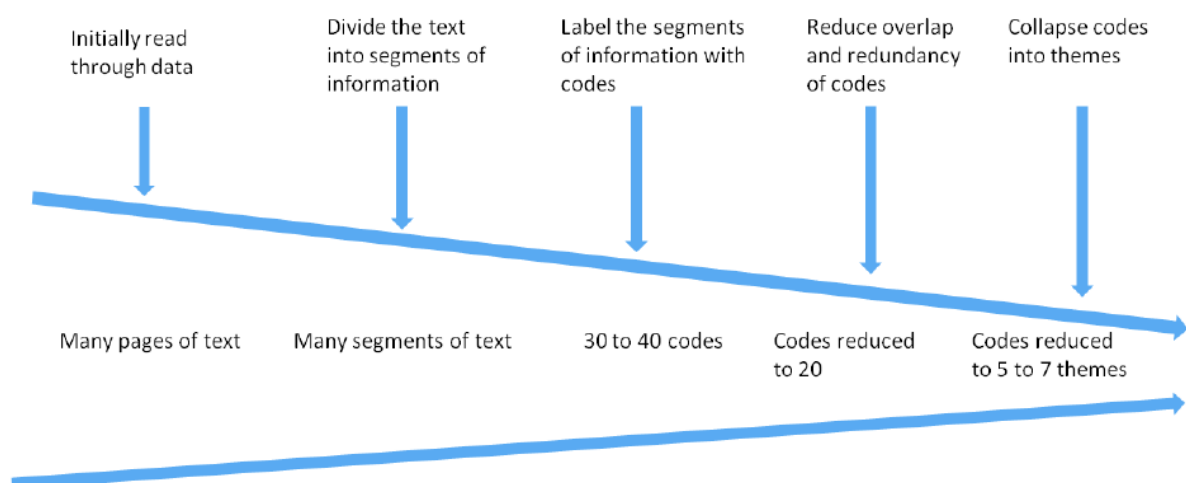 Initially read
through data
Divide the text
into segments of
information
Label the segments
of information with
codes
Reduce overlap
and redundancy
of codes
Collapse codes
into themes
Many pages of text
Many segments of text
30 to 40 codes
Codes reduced
to 20
Codes reduced
to 5 to 7 themes